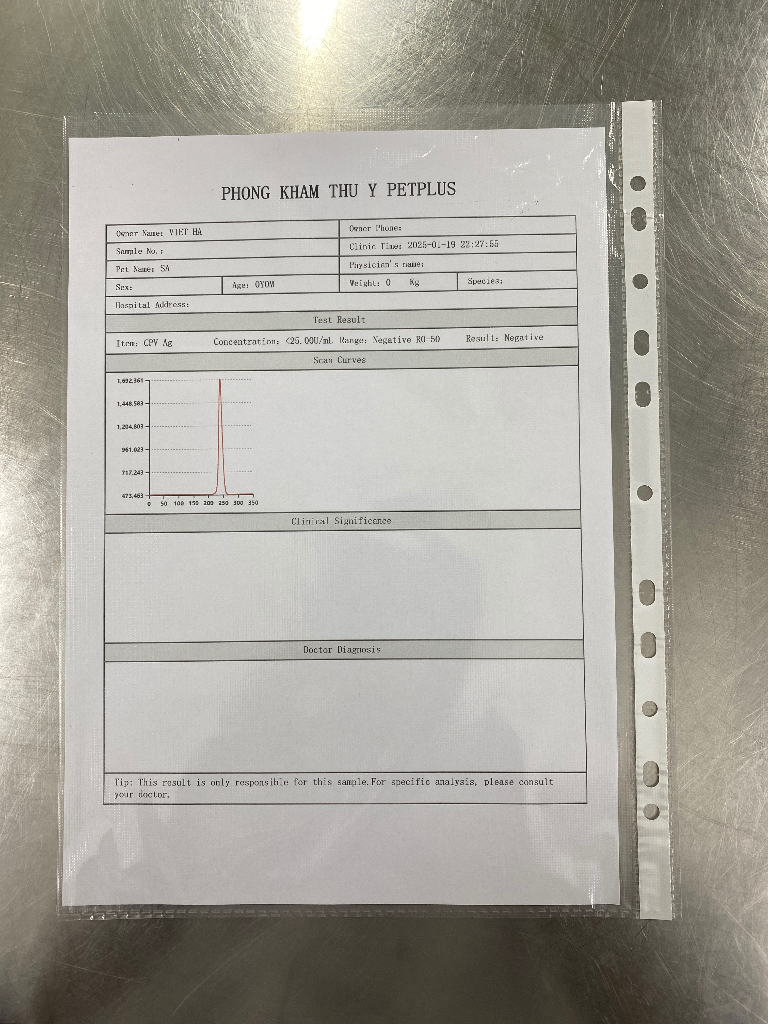 PHONG KHAM THU Y PETPLUS
Owner Name: VIET HA
Owner Phone:
Sample No.:
Clinic Time: 2025-01-19 22:27:55
Pet Name: SA
Physician's name:
Sex:
Age: 0Y0M
Weight: 0 Kg
Species:
Hospital Address:
Test Result
Item: CPV Ag Concentration: <25.00U/mL Range: Negative R0-50 Result: Negative
Scan Curves
1,692.361
1,448.583
1,204.803
961.023
717.243
473.463
0 50 100 150 200 250 300 350
Clinical Significance
Doctor Diagnosis
Tip: This result is only responsible for this sample.For specific analysis, please consult
your doctor.